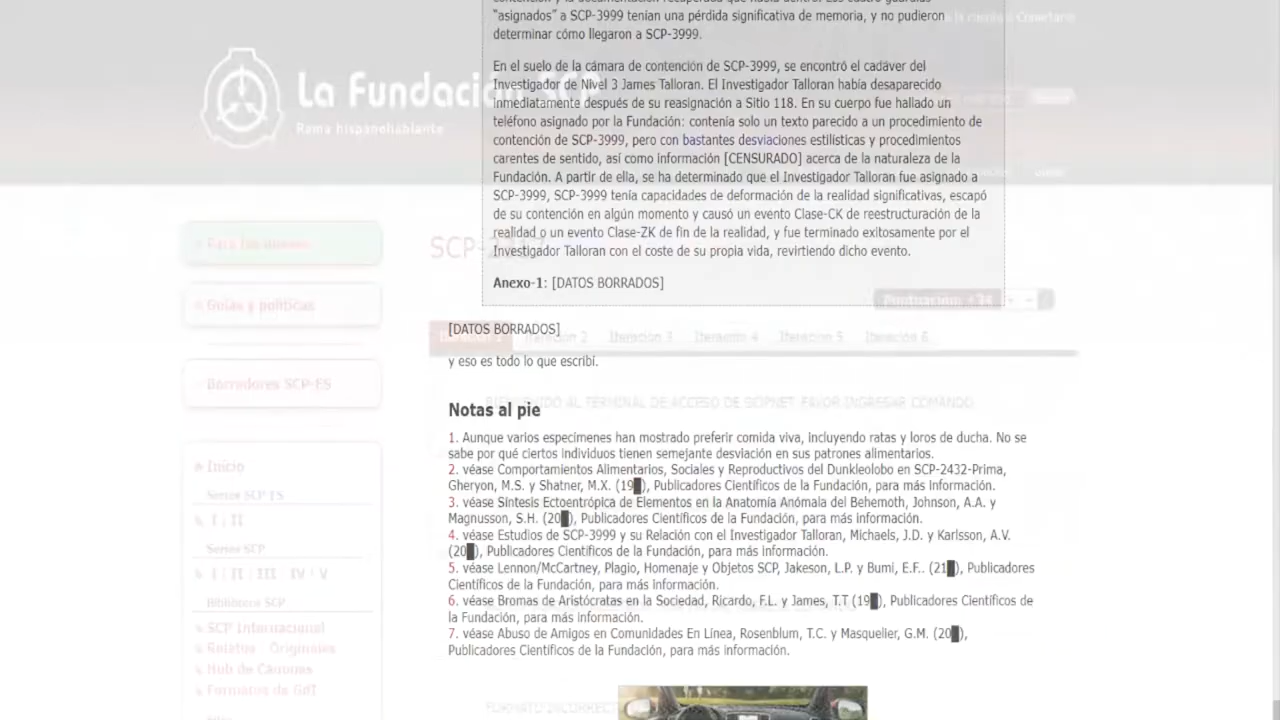 "asignados" a SCP-3999 tenían una pérdida significativa de memoria, y no pudieron
determinar cómo llegaron a SCP-3999.
En el suelo de la cámara de contención de SCP-3999, se encontró el cadáver del
Investigador de Nivel 3 James Talloran. El Investigador Talloran había desaparecido
inmediatamente después de su reasignación a Sitio 118. En su cuerpo fue hallado un
teléfono asignado por la Fundación: contenía solo un texto parecido a un procedimiento de
contención de SCP-3999, pero con bastantes desviaciones estilísticas y procedimientos
carentes de sentido, así como información [CENSURADO] acerca de la naturaleza de la
Fundación. A partir de ella, se ha determinado que el Investigador Talloran fue asignado a
SCP-3999, SCP-3999 tenía capacidades de deformación de la realidad significativas, escapó
de su contención en algún momento y causó un evento Clase-CK de reestructuración de la
realidad o un evento Clase-ZK de fin de la realidad, y fue terminado exitosamente por el
Investigador Talloran con el coste de su propia vida, revirtiendo dicho evento.
Anexo-1: [DATOS BORRADOS]
[DATOS BORRADOS]
y eso es todo lo que escribí.
Notas al pie
1. Aunque varios especímenes han mostrado preferir comida viva, incluyendo ratas y loros de ducha. No se
sabe por qué ciertos individuos tienen semejante desviación en sus patrones alimentarios.
2. véase Comportamientos Alimentarios, Sociales y Reproductivos del Dunkleolobo en SCP-2432-Prima,
Gheryon, M.S. y Shatner, M.X. (19█), Publicadores Científicos de la Fundación, para más información.
3. véase Síntesis Ectoentrópica de Elementos en la Anatomía Anómala del Behemoth, Johnson, A.A. y
Magnusson, S.H. (20█), Publicadores Científicos de la Fundación, para más información.
4. véase Estudios de SCP-3999 y su Relación con el Investigador Talloran, Michaels, J.D. y Karlsson, A.V.
(20█), Publicadores Científicos de la Fundación, para más información.
5. véase Lennon/McCartney, Plagio, Homenaje y Objetos SCP, Jakeson, L.P. y Bumi, E.F.. (21█), Publicadores
Científicos de la Fundación, para más información.
6. véase Bromas de Aristócratas en la Sociedad, Ricardo, F.L. y James, T.T (19█), Publicadores Científicos de
la Fundación, para más información.
7. véase Abuso de Amigos en Comunidades En Línea, Rosenblum, T.C. y Masquelier, G.M. (20█),
Publicadores Científicos de la Fundación, para más información.
La Fundación SCP
Rama hispanohablante
Guías y políticas
Borradores SCP-ES
Inicio
Series SCP ES
I | II
Series SCP
I | II | III IV V
Biblioteca SCP
SCP Internacional
Relatos Originales
Hub de Cánones
Formatos de GdI
Puntuación: +34
Iteración 1
Iteración 2
Iteración 3
Iteración 4
Iteración 5
Iteración 6
AL TERMINAL DE ACCESO DE SCIPNET. FAVOR INGRESAR COMANDO